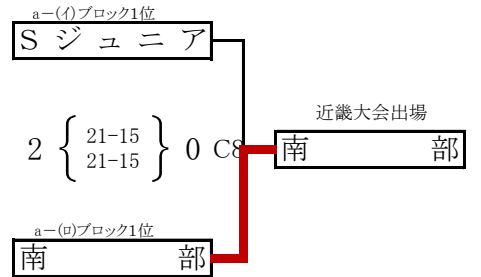 a－(イ)ブロック1位
Sジュニア
近畿大会出場
2 { 21-15 } 0 C8
21-15
南部
a－(ロ)ブロック1位
南部